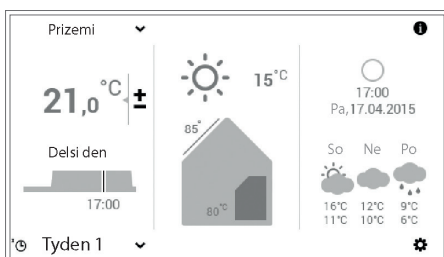 Prizemi
21,0 °C ±
Delsi den
17:00
Tyden 1
15°C
85°
80°C
17:00
Pa,17.04.2015
So Ne Po
16°C 12°C 9°C
11°C 10°C 6°C